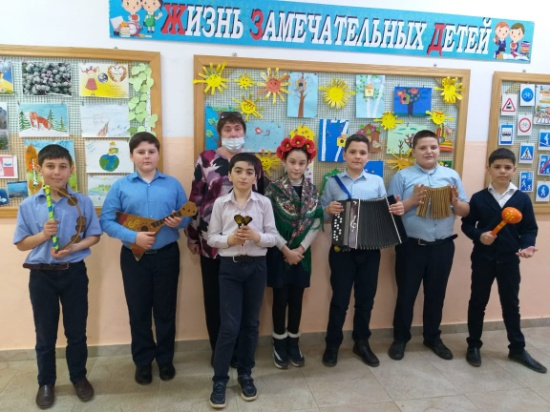 ЖИЗНЬ ЗАМЕЧАТЕЛЬНЫХ ДЕТЕЙ